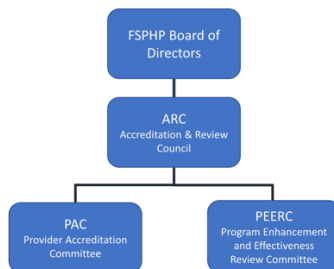 FSPHP Board of
Directors
ARC
Accreditation & Review
Council
PAC
Provider Accreditation
Committee
PEERC
Program Enhancement
and Effectiveness
Review Committee